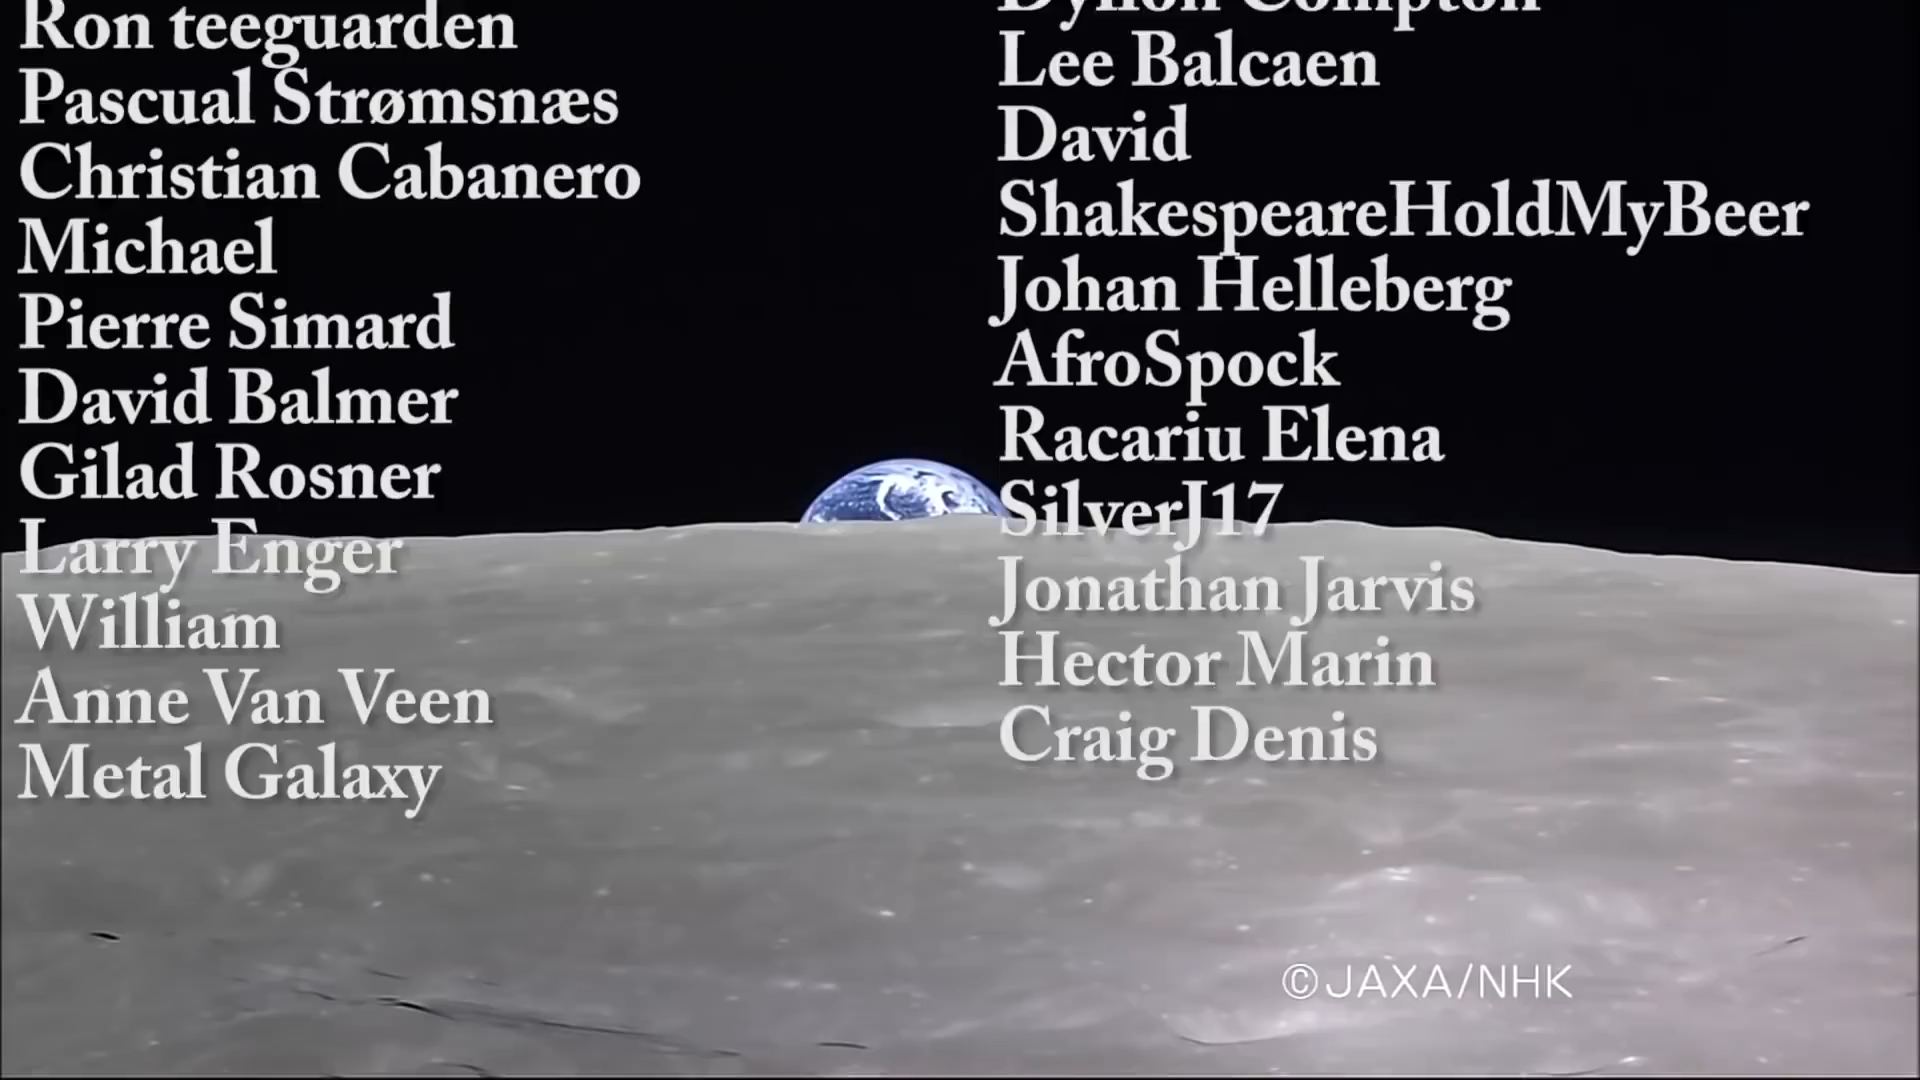 Ron teeguarden
Pascual Strømsnæs
Christian Cabanero
Michael
Pierre Simard
David Balmer
Gilad Rosner
Larry Enger
William
Anne Van Veen
Metal Galaxy
Dyllon Compton
Lee Balcaen
David
ShakespeareHoldMyBeer
Johan Helleberg
AfroSpock
Racariu Elena
SilverJ17
Jonathan Jarvis
Hector Marin
Craig Denis
©JAXA/NHK